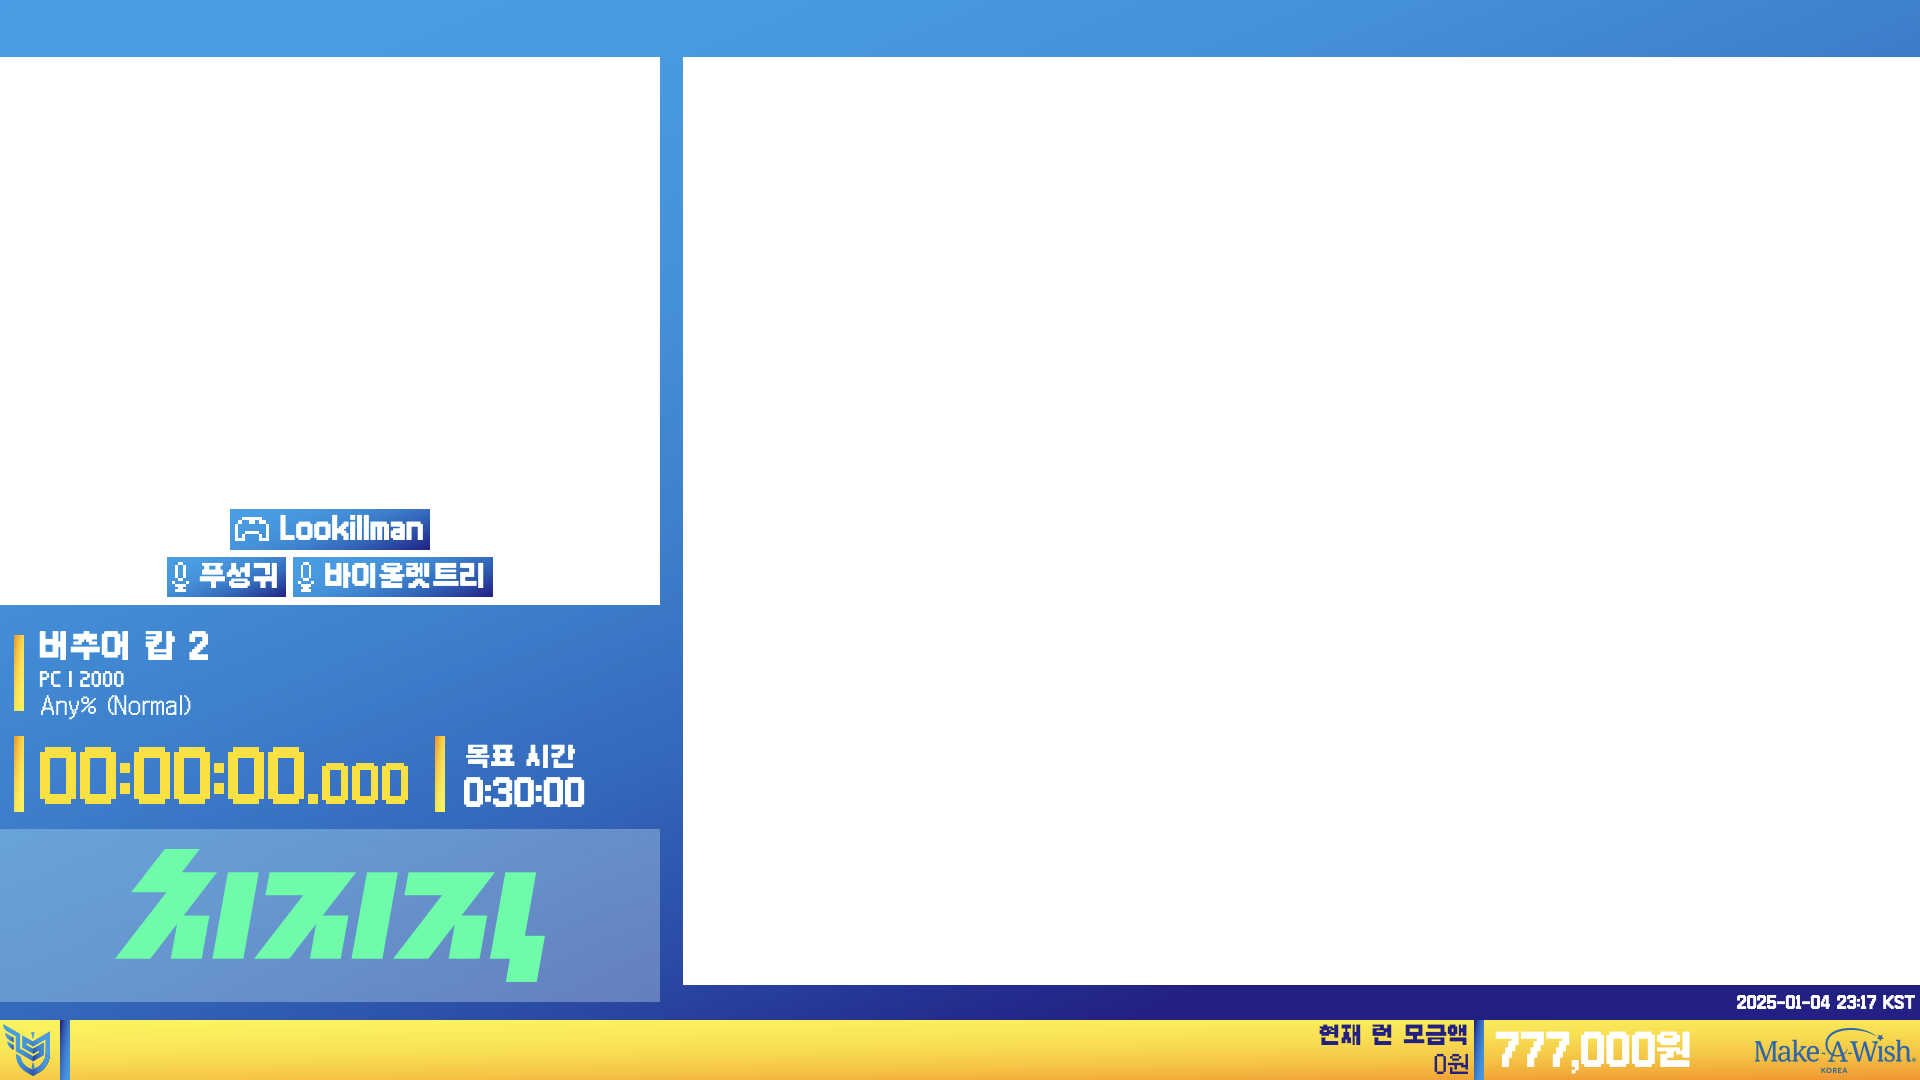 Lookillman
푸성귀 바이올렛트리
버추어 캅 2
PC | 2000
Any% (Normal)
00:00:00.000
목표 시간
0:30:00
치지직
2025-01-04 23:17 KST
현재 런 모금액
0원
777,000원
Make-A-Wish.
KOREA